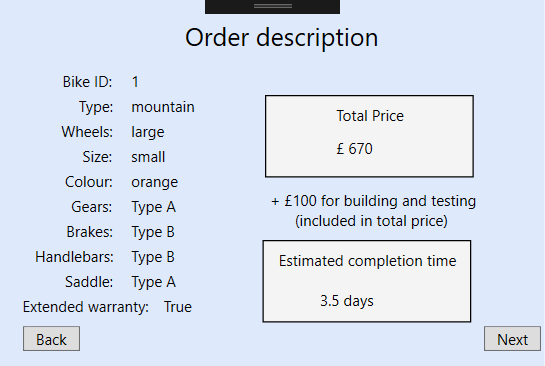 Order description
Bike ID: 1
Type: mountain
Wheels: large
Size: small
Colour: orange
Gears: Type A
Brakes: Type B
Handlebars: Type B
Saddle: Type A
Extended warranty: True
Total Price
£ 670
+ £100 for building and testing
(included in total price)
Estimated completion time
3.5 days
Back
Next